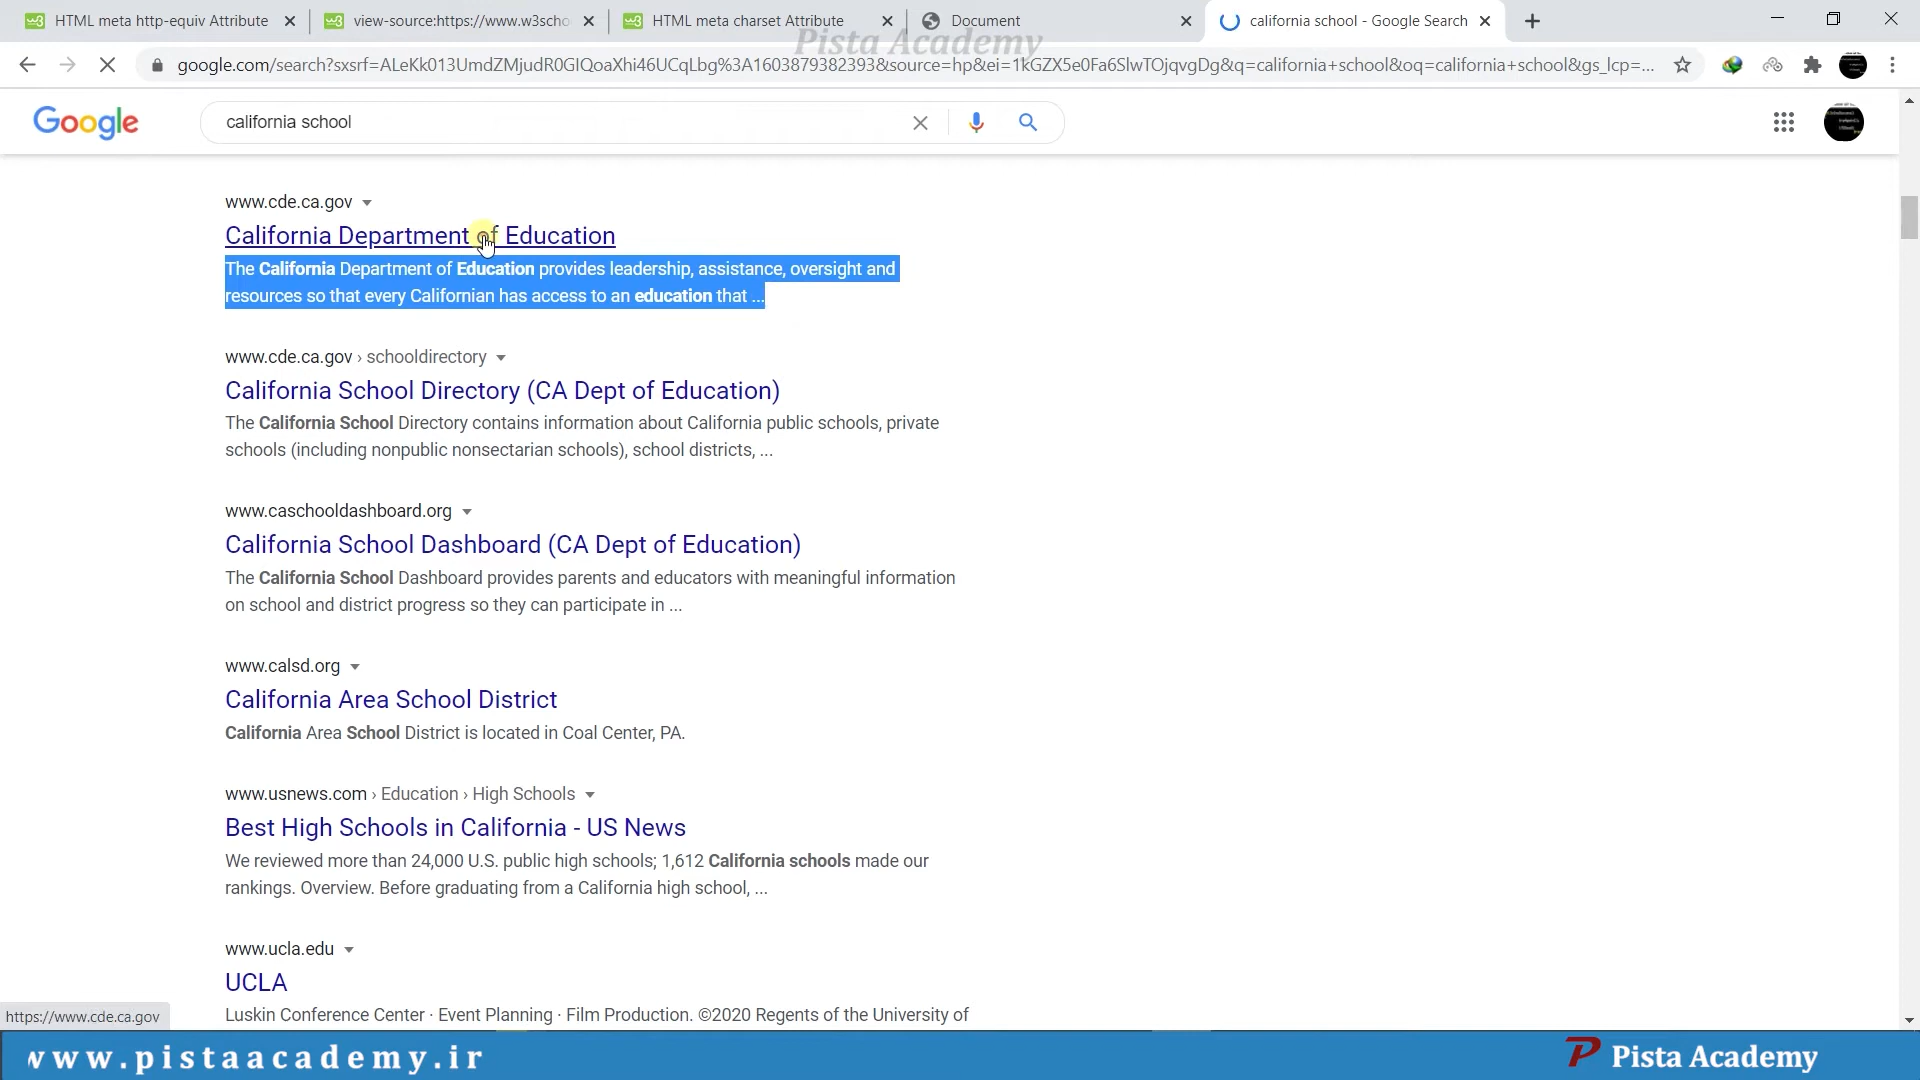 HTML meta http-equiv Attribute
view-source:https://www.w3scho
HTML meta charset Attribute
Document
california school - Google Search
Pista Academy
google.com/search?sxsrf=ALeKk013UmdZMjudR0GIQoaXhi46UCqLbg%3A1603879382393&source=hp&ei=1kGZX5e0Fa6SlwTOjqvgDg&q=california+school&oq=california+school&gs_lcp=...
Google
california school
www.cde.ca.gov
California Department of Education
The California Department of Education provides leadership, assistance, oversight and
resources so that every Californian has access to an education that ...
www.cde.ca.gov › schooldirectory
California School Directory (CA Dept of Education)
The California School Directory contains information about California public schools, private
schools (including nonpublic nonsectarian schools), school districts, ...
www.caschooldashboard.org
California School Dashboard (CA Dept of Education)
The California School Dashboard provides parents and educators with meaningful information
on school and district progress so they can participate in ...
www.calsd.org
California Area School District
California Area School District is located in Coal Center, PA.
www.usnews.com › Education › High Schools
Best High Schools in California - US News
We reviewed more than 24,000 U.S. public high schools; 1,612 California schools made our
rankings. Overview. Before graduating from a California high school, ...
www.ucla.edu
UCLA
Luskin Conference Center · Event Planning · Film Production. ©2020 Regents of the University of
https://www.cde.ca.gov
www.pistaacademy.ir
Pista Academy